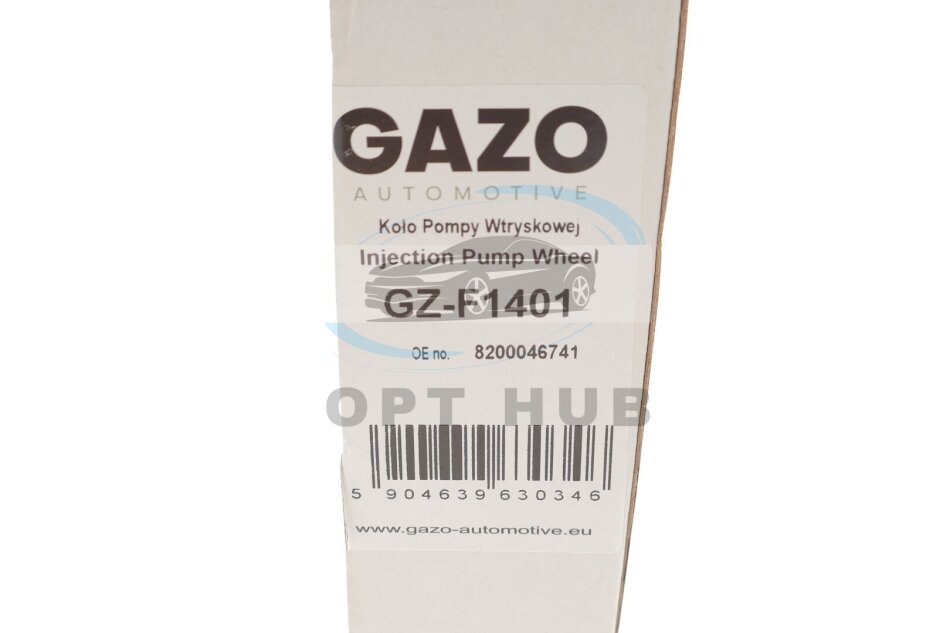 GAZO
AUTOMOTIVE
Koło Pompy Wtryskowej
Injection Pump Wheel
GZ-F1401
OE no. 8200046741
OPT HUB
5 904639 630346
www.gazo-automotive.eu